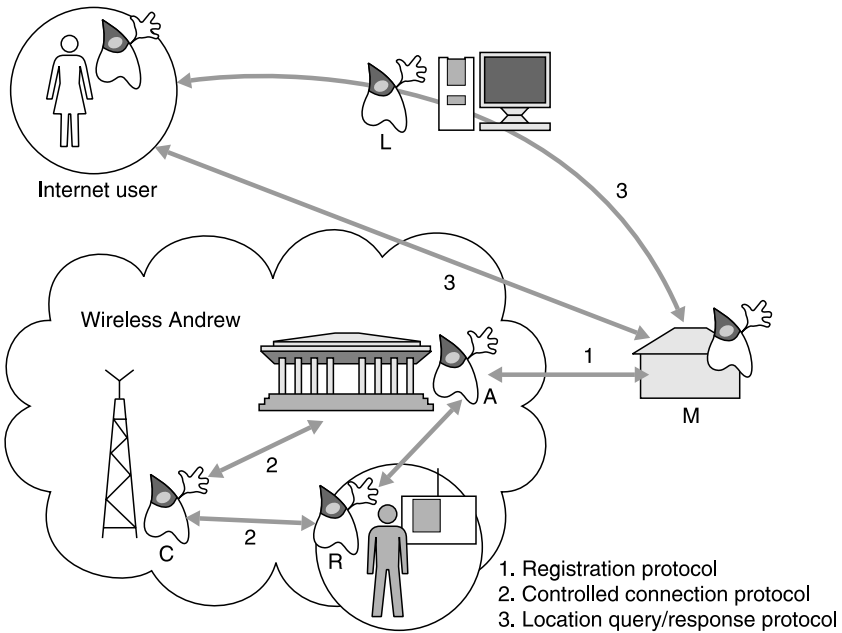 L
Internet user
3
3
Wireless Andrew
1
A
M
2
2
C
R
1. Registration protocol
2. Controlled connection protocol
3. Location query/response protocol